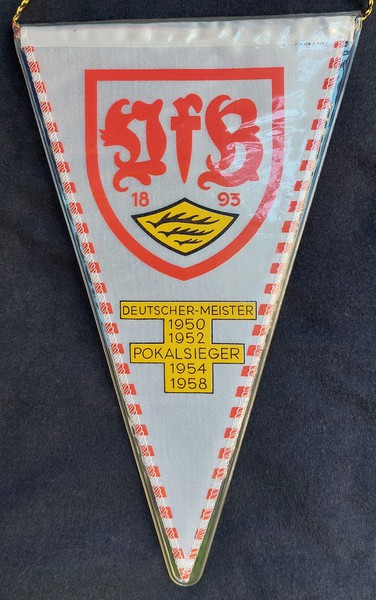 VfB
18 93
DEUTSCHER-MEISTER
1950
1952
POKALSIEGER
1954
1958